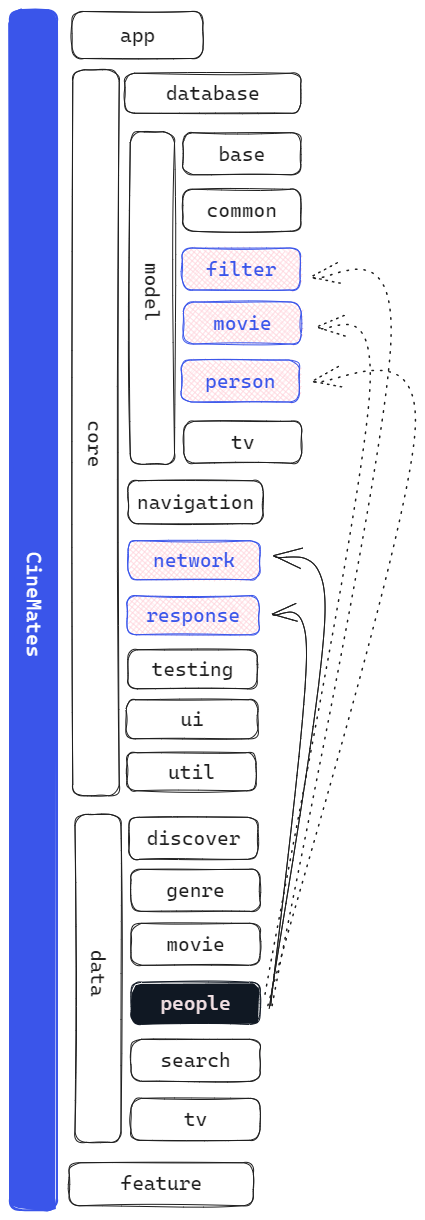 CineMates
app
core
database
model
base
common
filter
movie
person
tv
navigation
network
response
testing
ui
util
data
discover
genre
movie
people
search
tv
feature